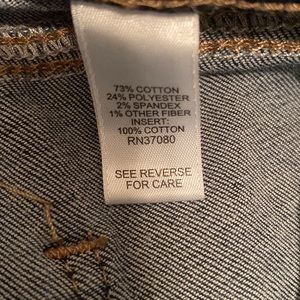 73% COTTON
24% POLYESTER
2% SPANDEX
1% OTHER FIBER
INSERT:
100% COTTON
RN37080
SEE REVERSE
FOR CARE